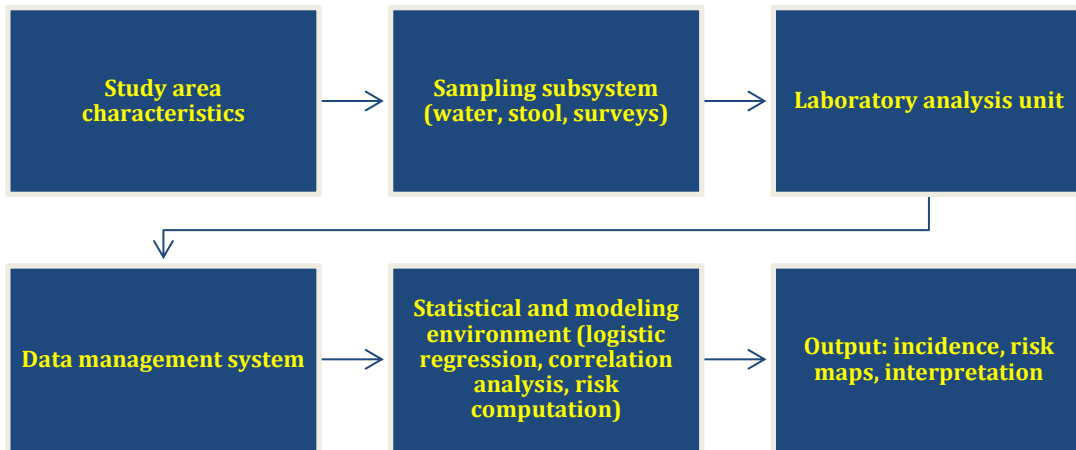 Study area
characteristics
Sampling subsystem
(water, stool, surveys)
Laboratory analysis unit
Data management system
Statistical and modeling
environment (logistic
regression, correlation
analysis, risk
computation)
Output: incidence, risk
maps, interpretation